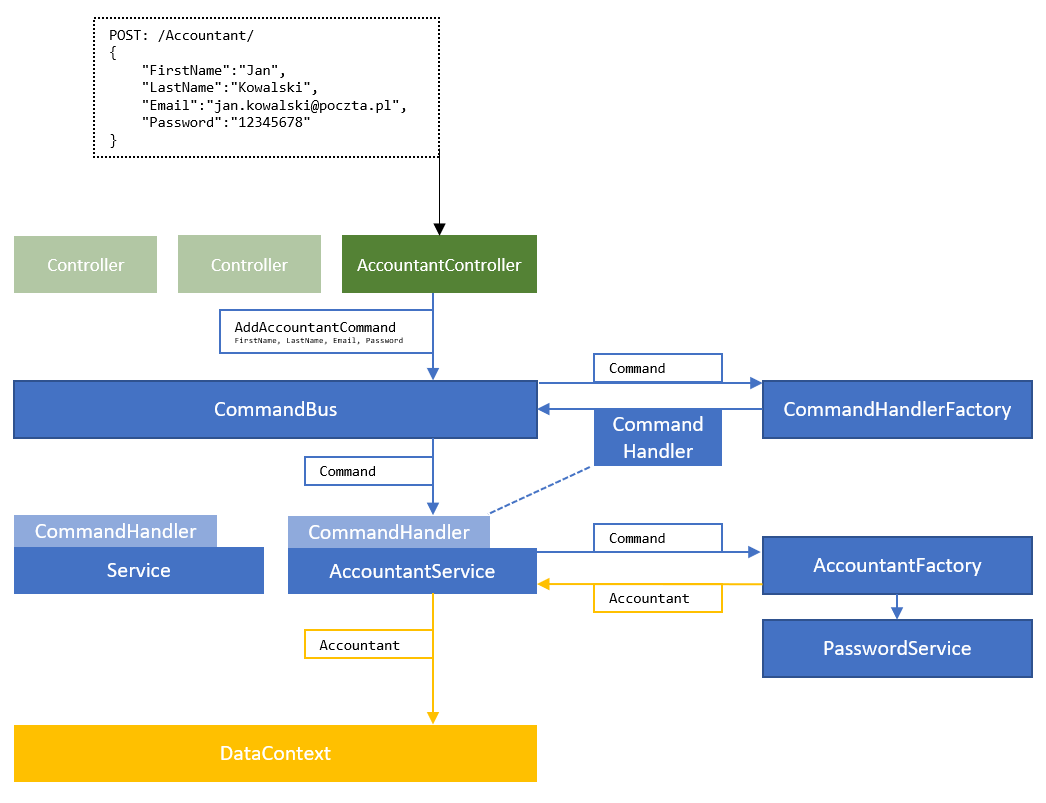 POST: /Accountant/
{
"FirstName":"Jan",
"LastName":"Kowalski",
"Email":"jan.kowalski@poczta.pl",
"Password":"12345678"
}
Controller
Controller
AccountantController
AddAccountantCommand
FirstName, LastName, Email, Password
Command
CommandBus
CommandHandlerFactory
Command
Handler
Command
CommandHandler
Service
CommandHandler
AccountantService
Command
AccountantFactory
Accountant
PasswordService
Accountant
DataContext